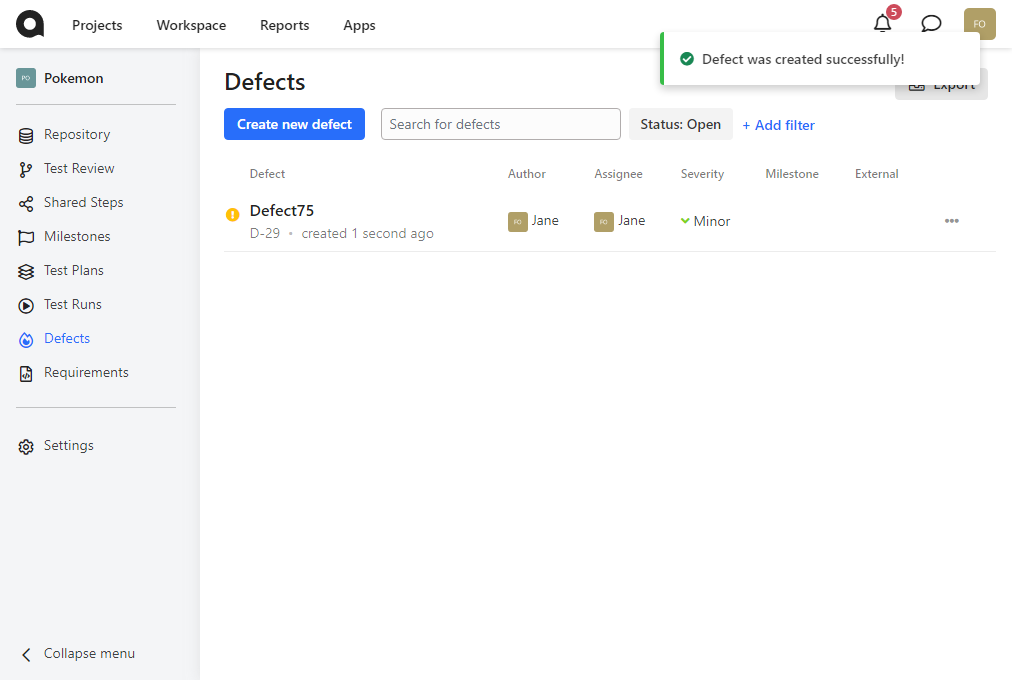 Projects
Workspace
Reports
Apps
5
FO
Defect was created successfully!
PO
Pokemon
Repository
Test Review
Shared Steps
Milestones
Test Plans
Test Runs
Defects
Requirements
Settings
Collapse menu
Defects
Export
Create new defect
Search for defects
Status: Open
+ Add filter
Defect Author Assignee Severity Milestone External
Defect75
D-29 • created 1 second ago
FO Jane
FO Jane
Minor